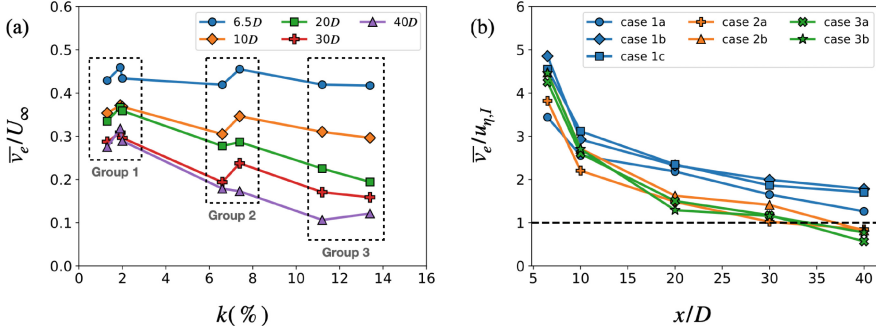 (a)
0.6
0.5
0.4
0.3
0.2
0.1
0.0
v̅ₑ/U∞
6.5D 20D 40D
10D 30D
Group 1
Group 2
Group 3
0 2 4 6 8 10 12 14 16
k(%)
(b)
6
5
4
3
2
1
0
v̅ₑ/u_η,I
case 1a case 2a case 3a
case 1b case 2b case 3b
case 1c
5 10 15 20 25 30 35 40
x/D